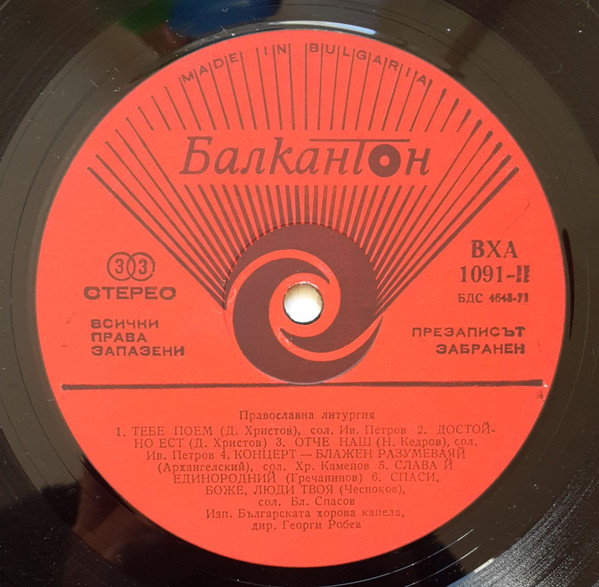 MADE IN BULGARIA
Балкантон
33
СТЕРЕО
ВХА
1091-II
БДС 4648-71
ВСИЧКИ
ПРАВА
ЗАПАЗЕНИ
ПРЕЗАПИСЪТ
ЗАБРАНЕН
Православна литургия
1. ТЕБЕ ПОЕМ (Д. Христов), сол. Ив. Петров 2. ДОСТОЙ-
НО ЕСТ (Д. Христов) 3. ОТЧЕ НАШ (Н. Кедров), сол.
Ив. Петров 4. КОНЦЕРТ — БЛАЖЕН РАЗУМЕВАЯЙ
(Архангелский), сол. Хр. Каменов 5. СЛАВА Й
ЕДИНОРОДНИЙ (Гречанинов) 6. СПАСИ,
БОЖЕ, ЛЮДИ ТВОЯ (Чесноков),
сол. Бл. Спасов
Изп. Българската хорова капела,
дир. Георги Робев